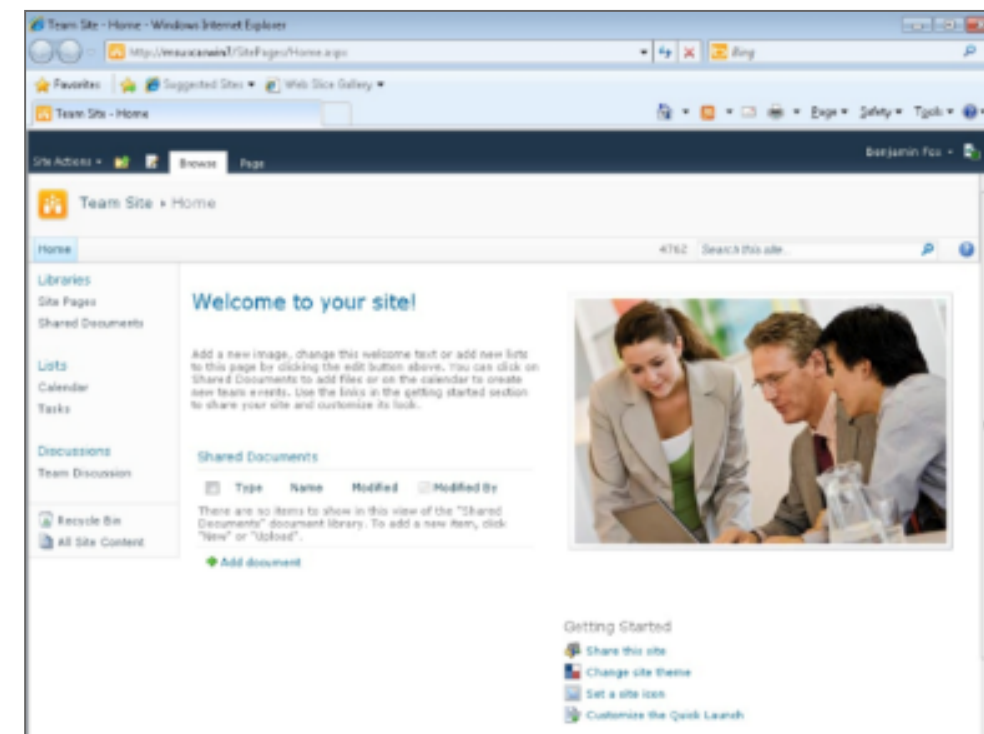 Team Site - Home - Windows Internet Explorer
/SitePages/Home.aspx
Bing
Favorites Suggested Sites Web Slice Gallery
Team Site - Home
Page Safety Tools
Site Actions Browse Page
Benjamin Fox
Team Site Home
Home
4762 Search this site...
Libraries
Site Pages
Shared Documents
Lists
Calendar
Tasks
Discussions
Team Discussion
Recycle Bin
All Site Content
Welcome to your site!
Add a new image, change this welcome text or add new lists
to this page by clicking the edit button above. You can click on
Shared Documents to add files or on the calendar to create
new team events. Use the links in the getting started section
to share your site and customize its look.
Shared Documents
Type Name Modified Modified By
There are no items to show in this view of the "Shared
Documents" document library. To add a new item, click
"New" or "Upload".
Add document
Getting Started
Share this site
Change site theme
Set a site icon
Customize the Quick Launch